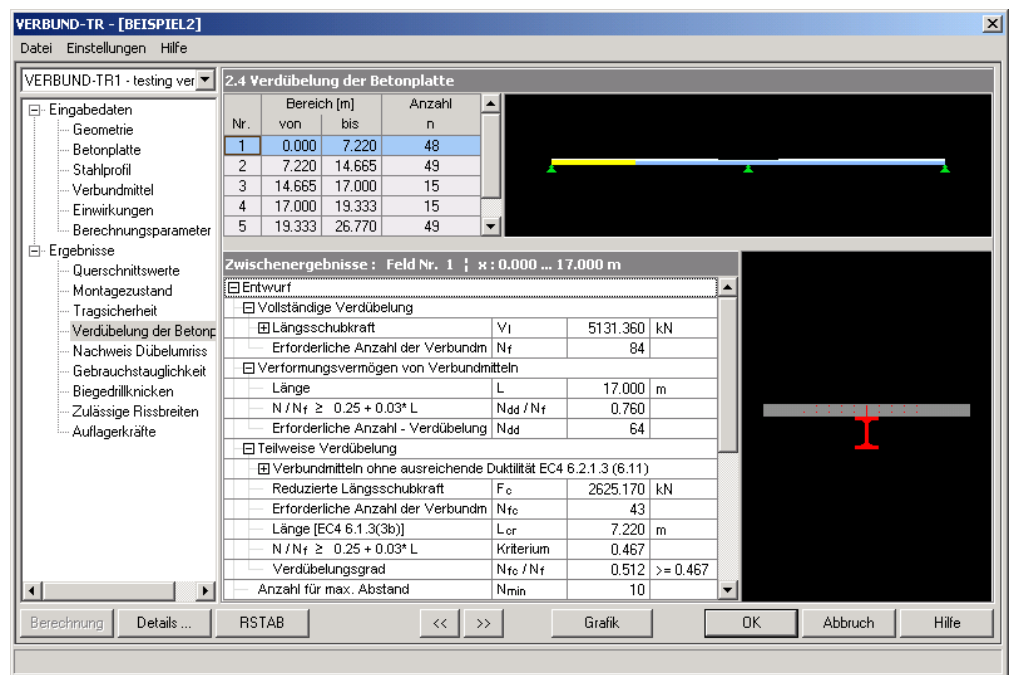 VERBUND-TR - [BEISPIEL2]
Datei Einstellungen Hilfe
VERBUND-TR1 - testing ver
Eingabedaten
Geometrie
Betonplatte
Stahlprofil
Verbundmittel
Einwirkungen
Berechnungsparameter
Ergebnisse
Querschnittswerte
Montagezustand
Tragsicherheit
Verdübelung der Betonp
Nachweis Dübelumriss
Gebrauchstauglichkeit
Biegedrillknicken
Zulässige Rissbreiten
Auflagerkräfte
2.4 Verdübelung der Betonplatte
Bereich [m] Anzahl
Nr. von bis n
1 0.000 7.220 48
2 7.220 14.665 49
3 14.665 17.000 15
4 17.000 19.333 15
5 19.333 26.770 49
Zwischenergebnisse : Feld Nr. 1 ¦ x : 0.000 ... 17.000 m
Entwurf
Vollständige Verdübelung
Längsschubkraft Vl 5131.360 kN
Erforderliche Anzahl der Verbundm Nf 84
Verformungsvermögen von Verbundmitteln
Länge L 17.000 m
N / Nf ≥ 0.25 + 0.03* L Ndd / Nf 0.760
Erforderliche Anzahl - Verdübelung Ndd 64
Teilweise Verdübelung
Verbundmitteln ohne ausreichende Duktilität EC4 6.2.1.3 (6.11)
Reduzierte Längsschubkraft Fc 2625.170 kN
Erforderliche Anzahl der Verbundm Nfc 43
Länge [EC4 6.1.3(3b)] Lcr 7.220 m
N / Nf ≥ 0.25 + 0.03* L Kriterium 0.467
Verdübelungsgrad Nfc / Nf 0.512 >= 0.467
Anzahl für max. Abstand Nmin 10
Berechnung Details ... RSTAB << >> Grafik OK Abbruch Hilfe